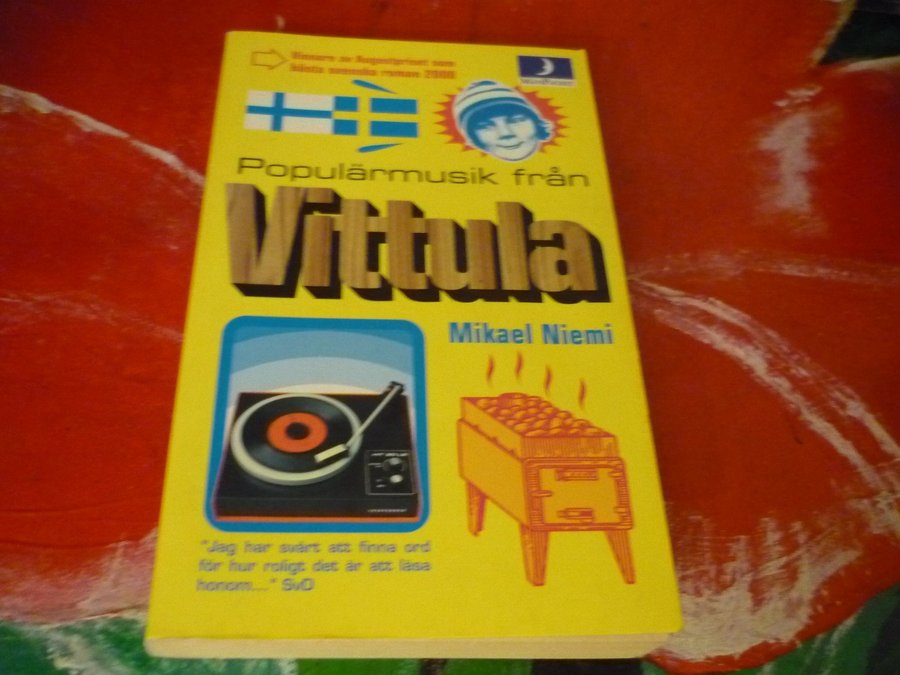 Vinnare av Augustpriset som
bästa svenska roman 2000
Populärmusik från
Vittula
Mikael Niemi
"Jag har svårt att finna ord
för hur roligt det är att läsa
honom..." SvD